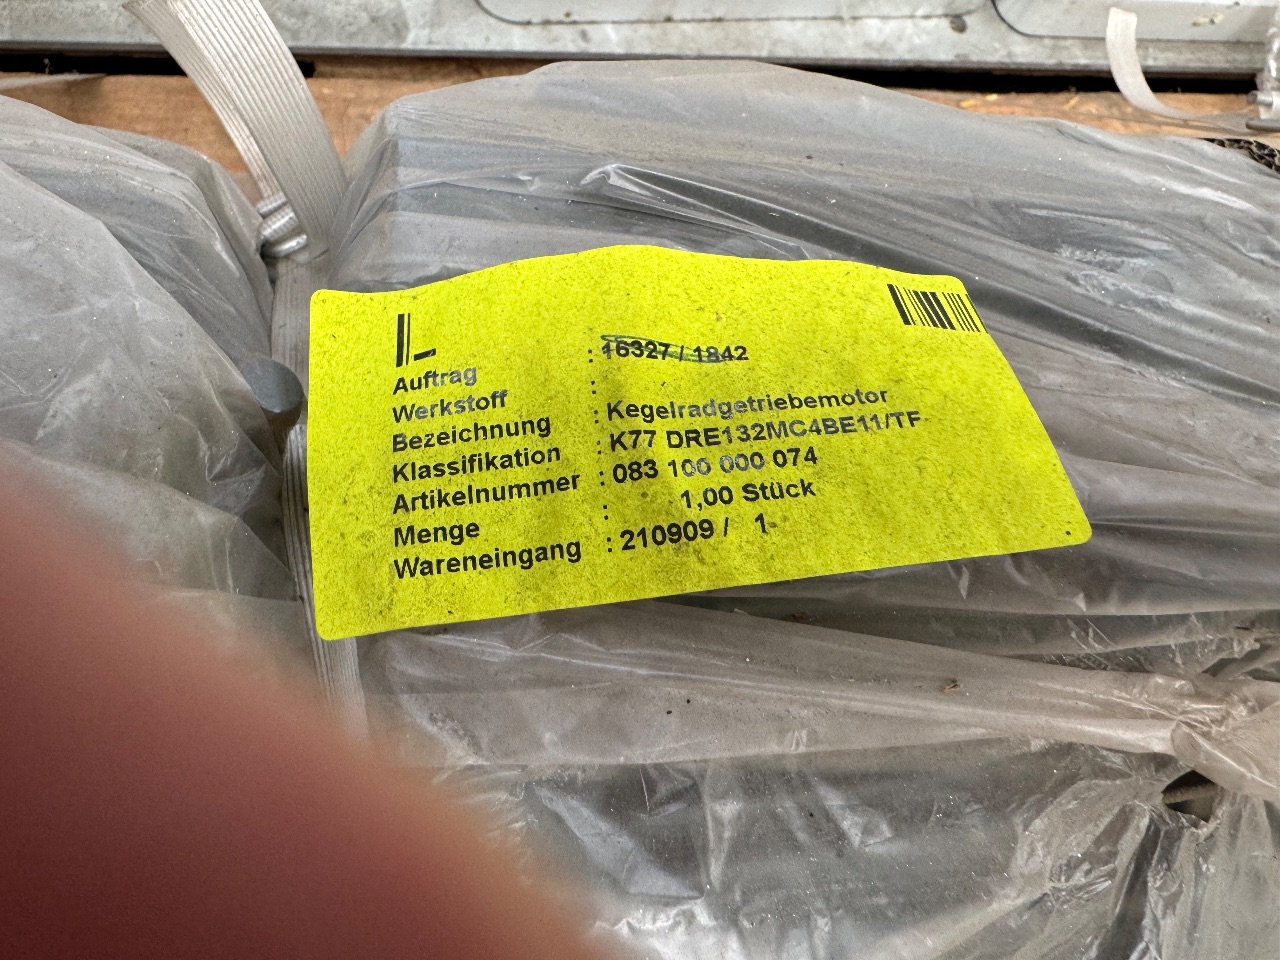 L
Auftrag : 16327 / 1842
Werkstoff :
Bezeichnung : Kegelradgetriebemotor
Klassifikation : K77 DRE132MC4BE11/TF
Artikelnummer : 083 100 000 074
Menge : 1,00 Stück
Wareneingang : 210909 / 1